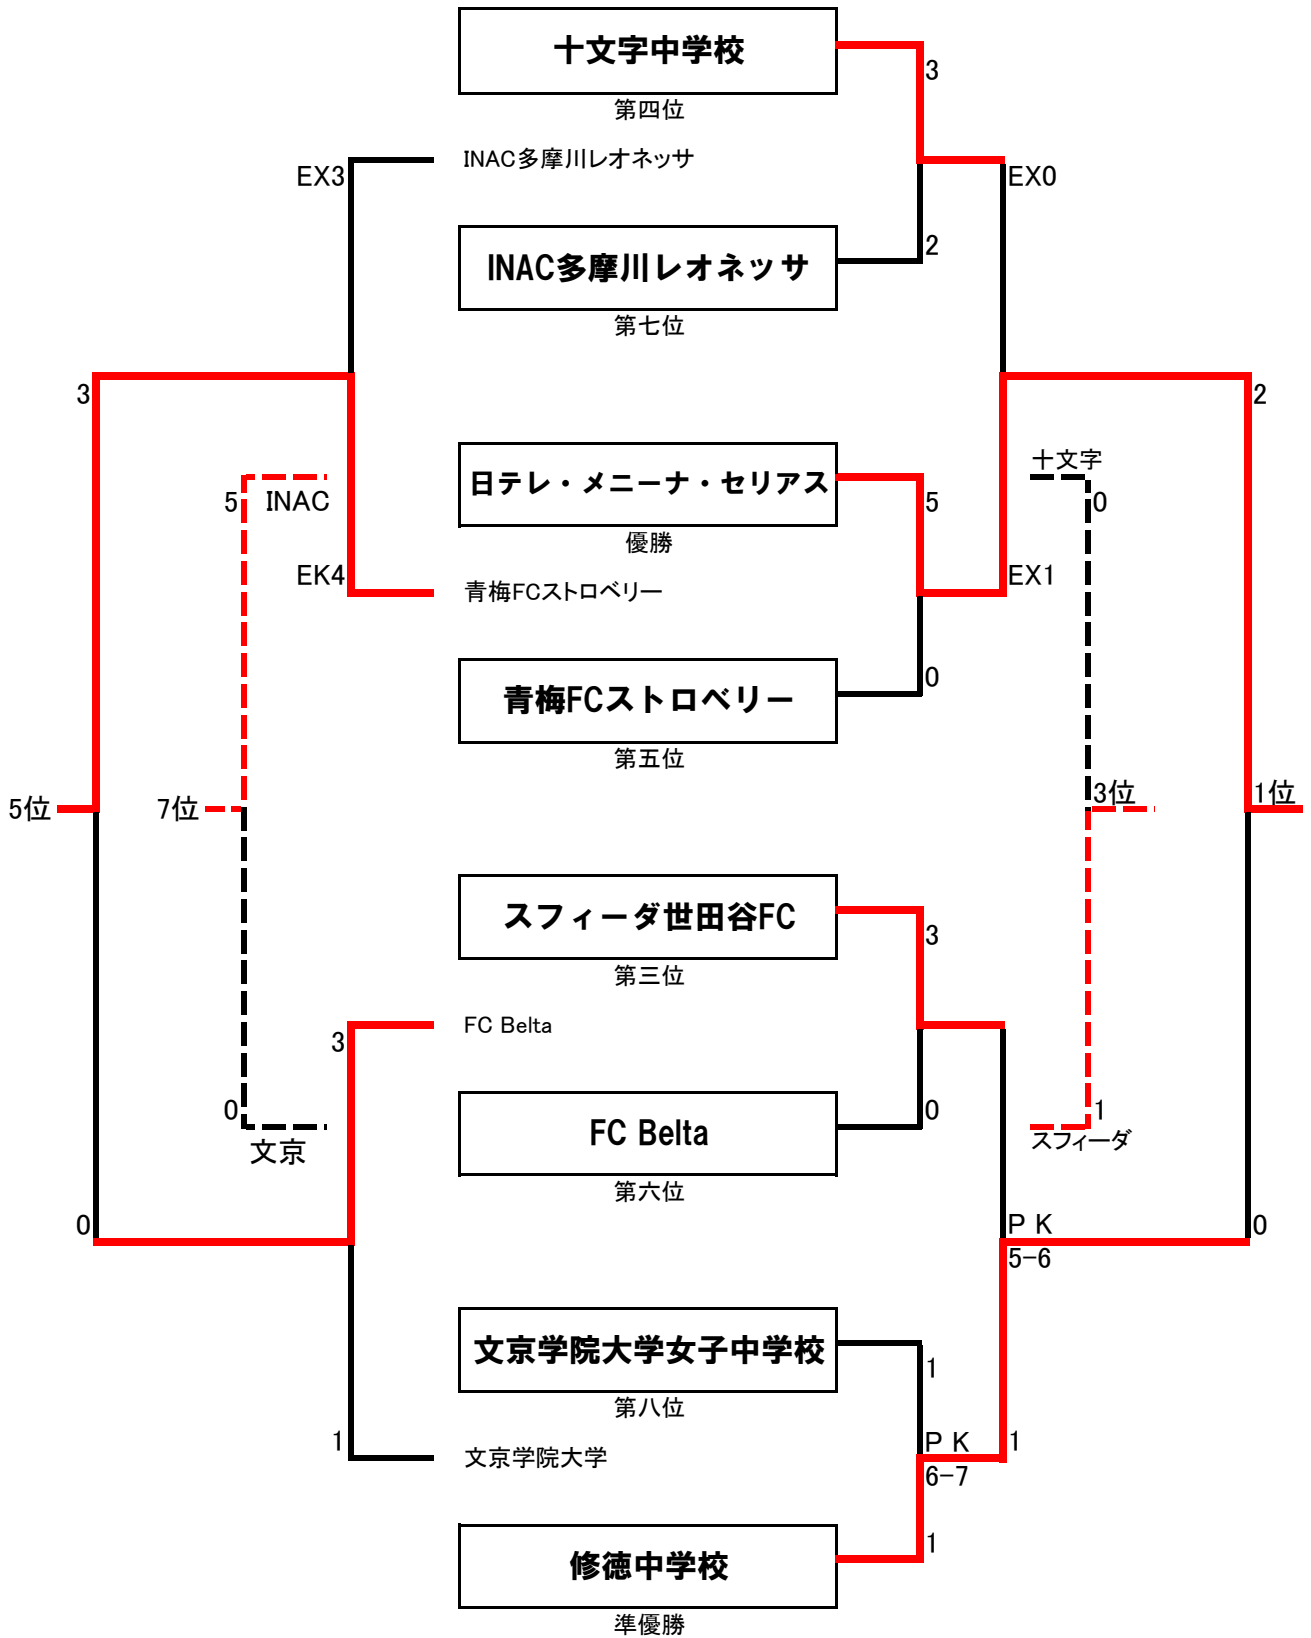 十文字中学校
3
第四位
INAC多摩川レオネッサ
EX3
EX0
2
INAC多摩川レオネッサ
第七位
3
2
十文字
日テレ・メニーナ・セリアス
5
INAC
5
0
優勝
EK4
青梅FCストロベリー
EX1
0
青梅FCストロベリー
第五位
5位
7位
3位
1位
スフィーダ世田谷FC
3
第三位
FC Belta
3
0
文京
FC Belta
0
1
スフィーダ
第六位
0
P K
5-6
0
文京学院大学女子中学校
1
第八位
1
文京学院大学
P K
6-7
1
1
修徳中学校
準優勝